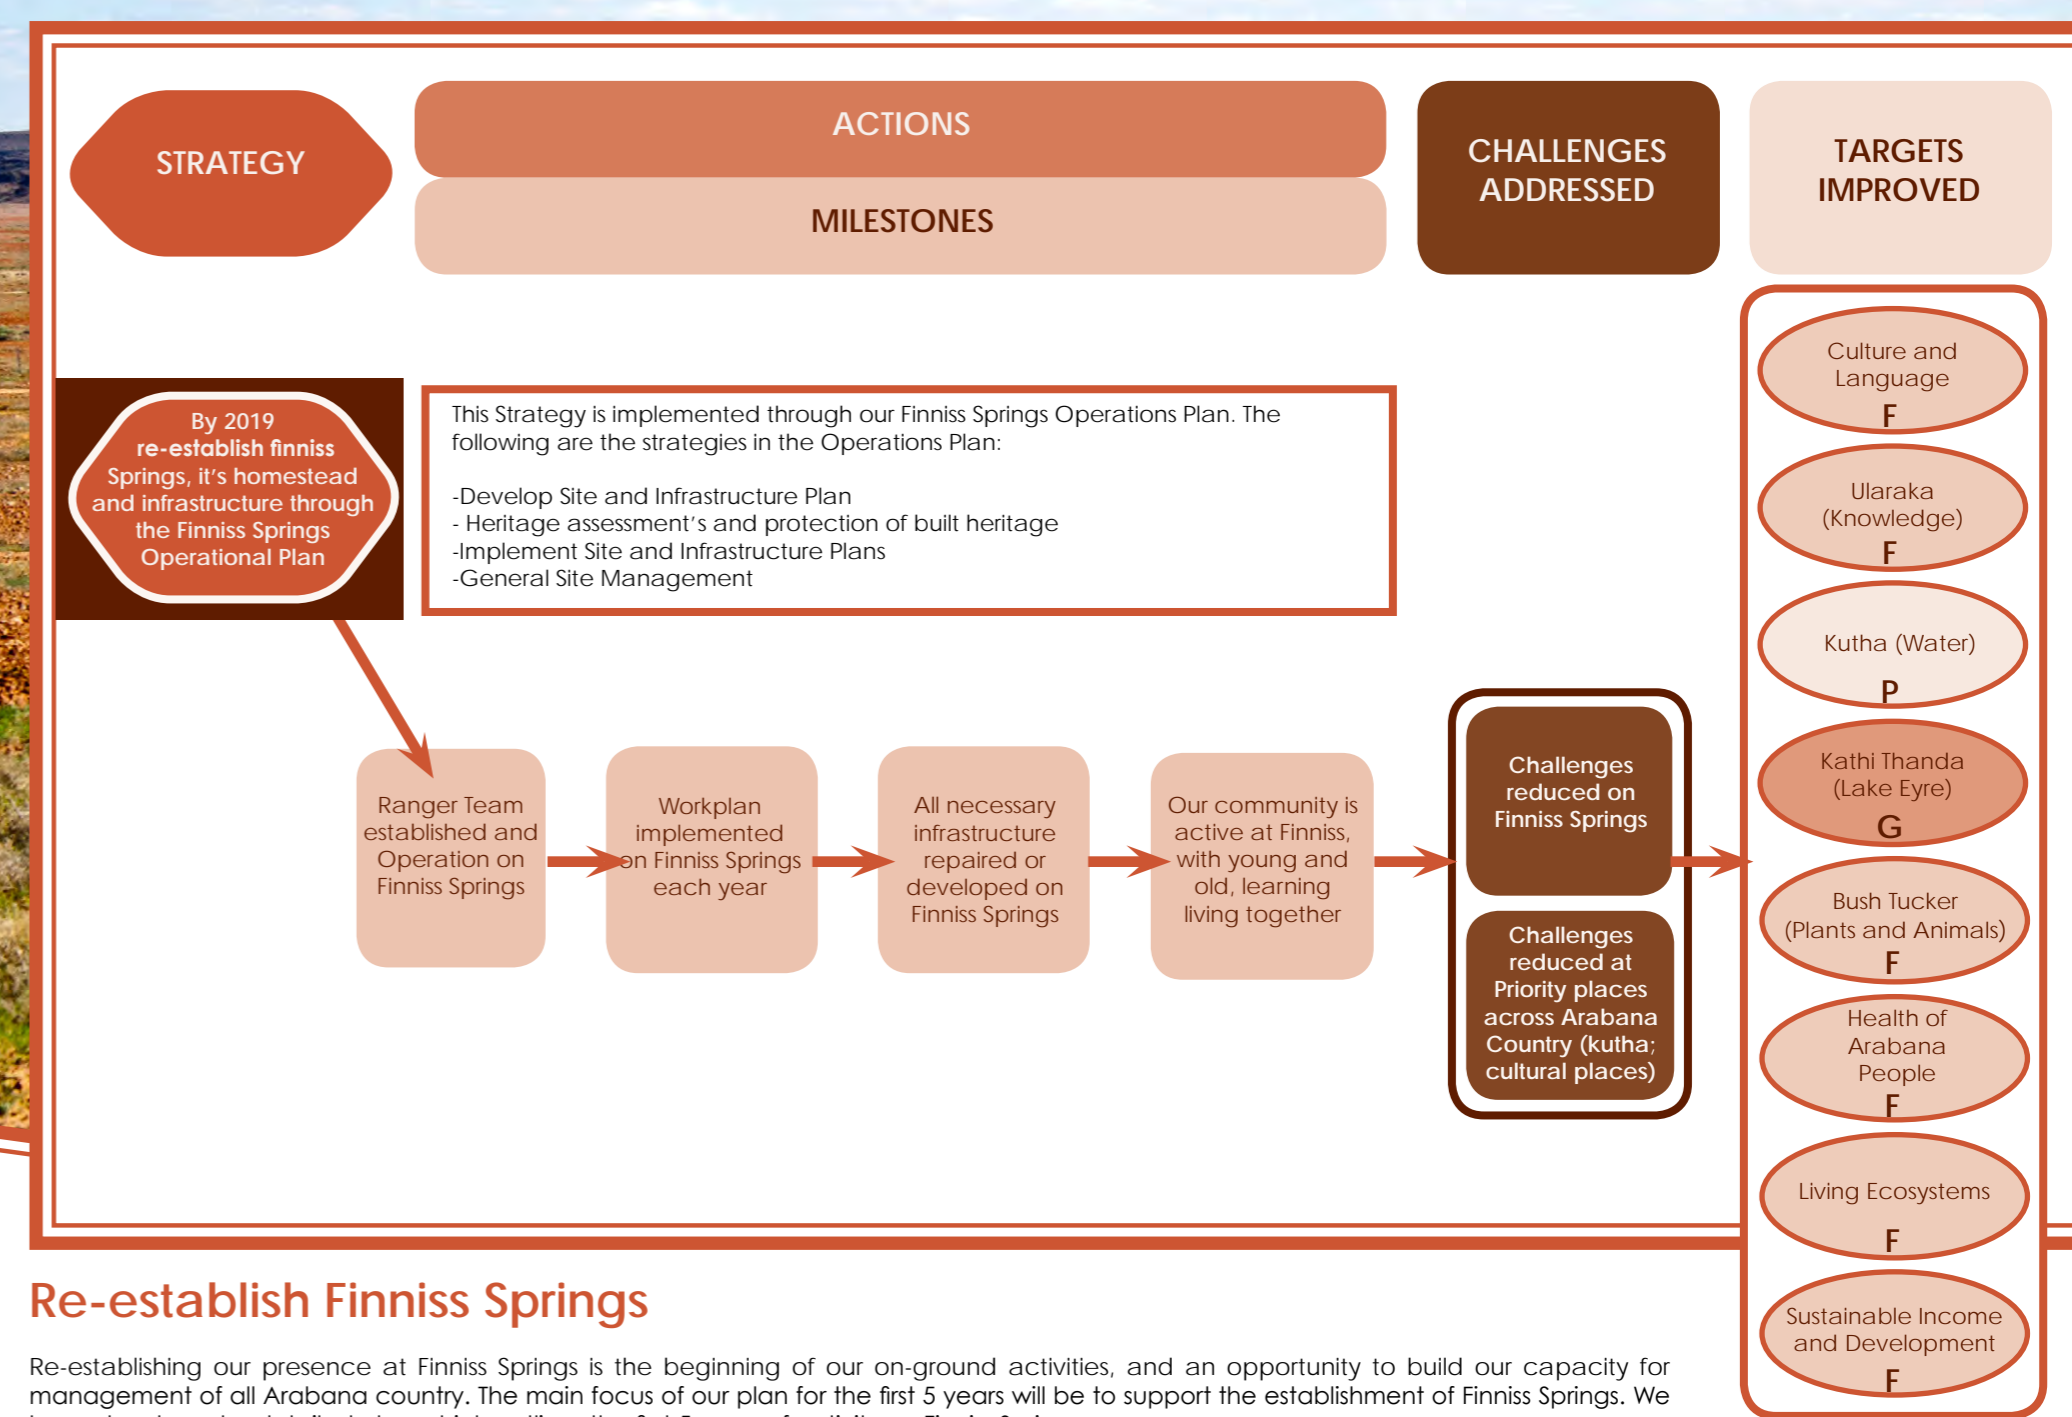 STRATEGY
ACTIONS
MILESTONES
CHALLENGES
ADDRESSED
TARGETS
IMPROVED
By 2019
re-establish finniss
Springs, it's homestead
and infrastructure through
the Finniss Springs
Operational Plan
This Strategy is implemented through our Finniss Springs Operations Plan. The
following are the strategies in the Operations Plan:
-Develop Site and Infrastructure Plan
- Heritage assessment's and protection of built heritage
-Implement Site and Infrastructure Plans
-General Site Management
Ranger Team
established and
Operation on
Finniss Springs
Workplan
implemented
on Finniss Springs
each year
All necessary
infrastructure
repaired or
developed on
Finniss Springs
Our community is
active at Finniss,
with young and
old, learning
living together
Challenges
reduced on
Finniss Springs
Challenges
reduced at
Priority places
across Arabana
Country (kutha;
cultural places)
Culture and
Language
F
Ularaka
(Knowledge)
F
Kutha (Water)
P
Kathi Thanda
(Lake Eyre)
G
Bush Tucker
(Plants and Animals)
F
Health of
Arabana
People
F
Living Ecosystems
F
Sustainable Income
and Development
F
Re-establish Finniss Springs
Re-establishing our presence at Finniss Springs is the beginning of our on-ground activities, and an opportunity to build our capacity for
management of all Arabana country. The main focus of our plan for the first 5 years will be to support the establishment of Finniss Springs. We